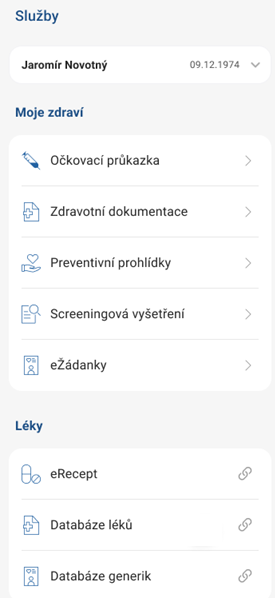 Služby
Jaromír Novotný 09.12.1974
Moje zdraví
Očkovací průkazka
Zdravotní dokumentace
Preventivní prohlídky
Screeningová vyšetření
eŽádanky
Léky
eRecept
Databáze léků
Databáze generik